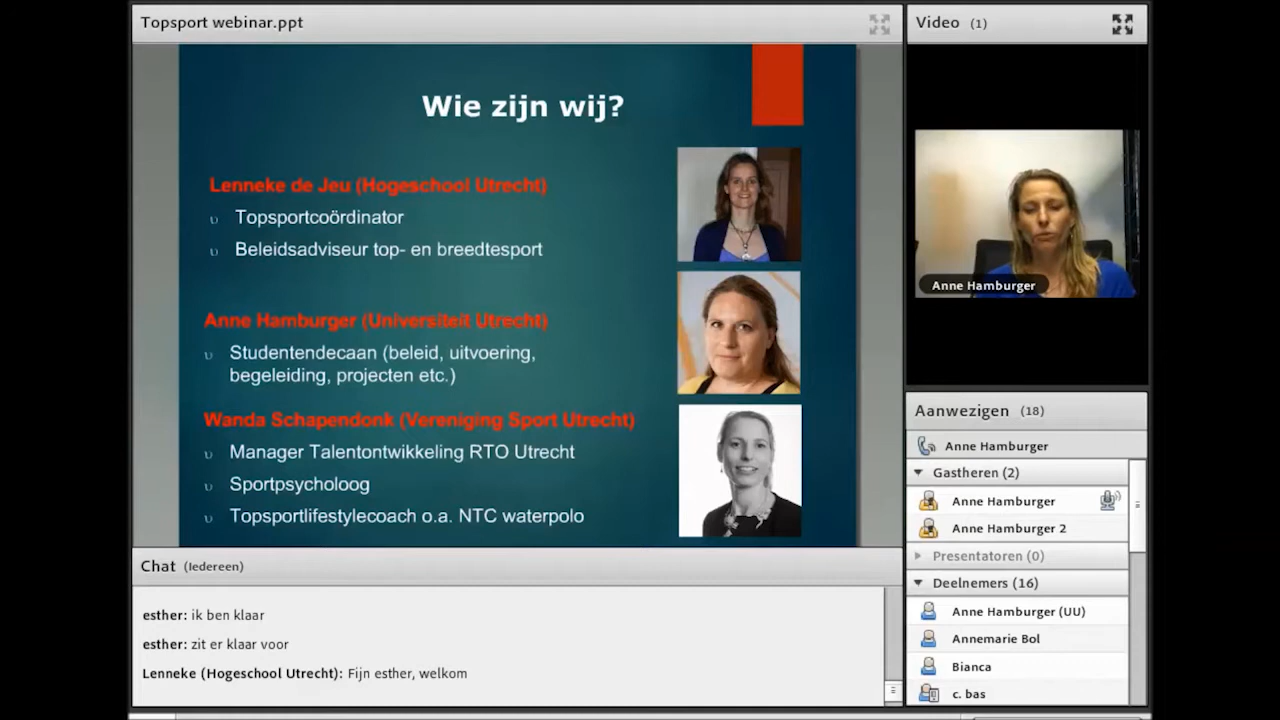 Topsport webinar.ppt
Wie zijn wij?
Lenneke de Jeu (Hogeschool Utrecht)
Topsportcoördinator
Beleidsadviseur top- en breedtesport
Anne Hamburger (Universiteit Utrecht)
Studentendecaan (beleid, uitvoering,
begeleiding, projecten etc.)
Wanda Schapendonk (Vereniging Sport Utrecht)
Manager Talentontwikkeling RTO Utrecht
Sportpsycholoog
Topsportlifestylecoach o.a. NTC waterpolo
Chat (Iedereen)
esther: ik ben klaar
esther: zit er klaar voor
Lenneke (Hogeschool Utrecht): Fijn esther, welkom
Video (1)
Anne Hamburger
Aanwezigen (18)
Anne Hamburger
Gastheren (2)
Anne Hamburger
Anne Hamburger 2
Presentatoren (0)
Deelnemers (16)
Anne Hamburger (UU)
Annemarie Bol
Bianca
c. bas